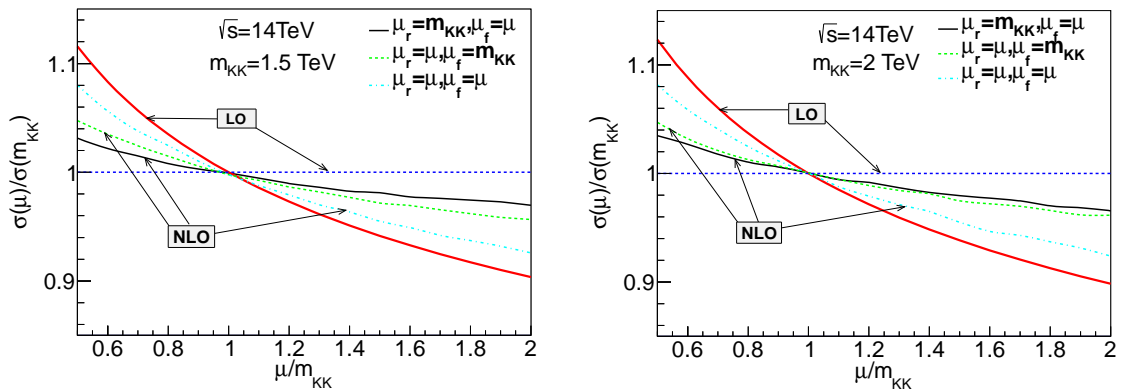 √s=14TeV
m_KK=1.5 TeV
μ_r=m_KK,μ_f=μ
μ_r=μ,μ_f=m_KK
μ_r=μ,μ_f=μ
LO
NLO
σ(μ)/σ(m_KK)
1.1
1
0.9
0.6 0.8 1 1.2 1.4 1.6 1.8 2
μ/m_KK
√s=14TeV
m_KK=2 TeV
μ_r=m_KK,μ_f=μ
μ_r=μ,μ_f=m_KK
μ_r=μ,μ_f=μ
LO
NLO
σ(μ)/σ(m_KK)
1.1
1
0.9
0.6 0.8 1 1.2 1.4 1.6 1.8 2
μ/m_KK